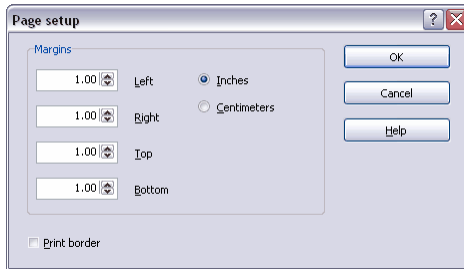 Page setup
Margins
1.00 Left
1.00 Right
1.00 Top
1.00 Bottom
Inches
Centimeters
OK
Cancel
Help
Print border